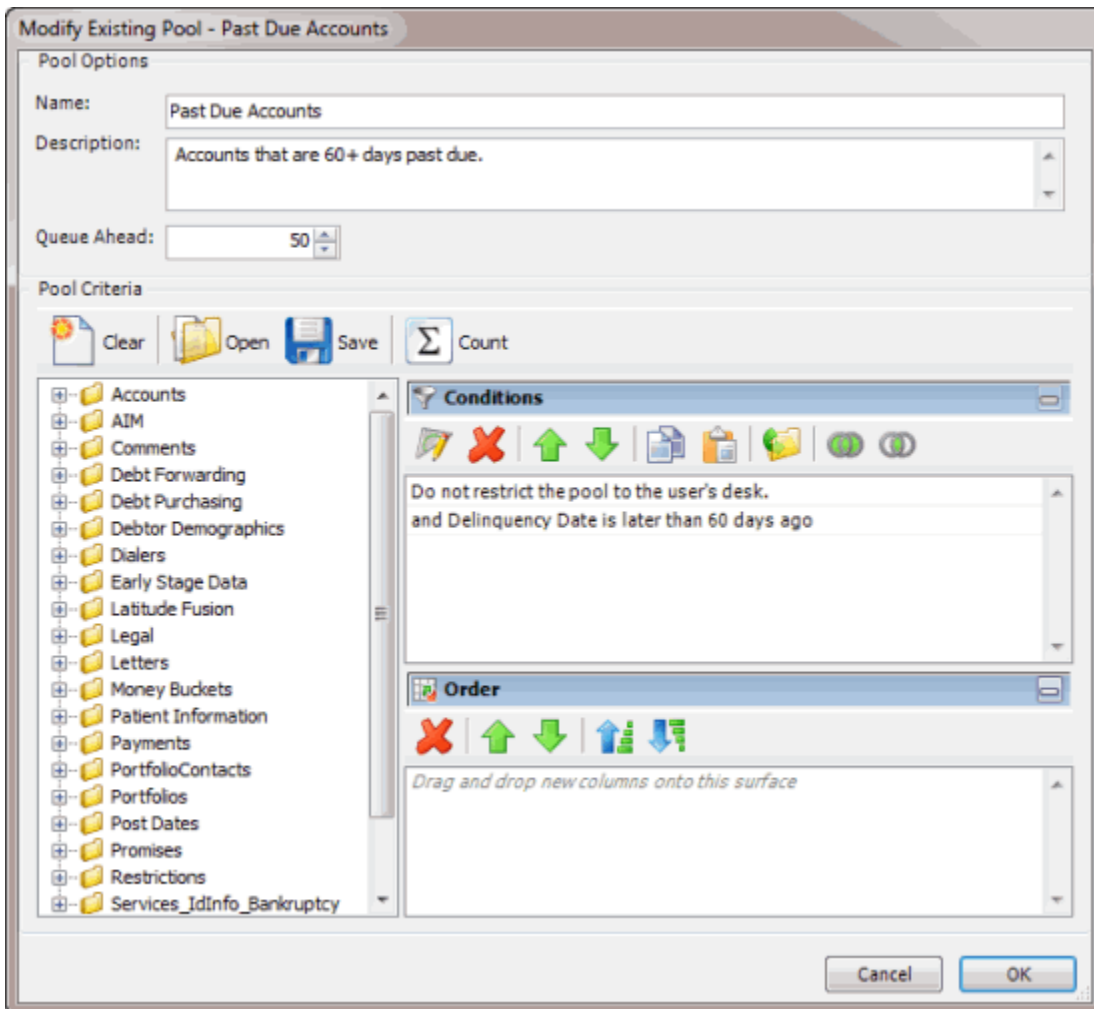 Modify Existing Pool - Past Due Accounts
Pool Options
Name:
Past Due Accounts
Description:
Accounts that are 60+ days past due.
Queue Ahead:
50
Pool Criteria
Clear
Open
Save
Σ Count
Accounts
AIM
Comments
Debt Forwarding
Debt Purchasing
Debtor Demographics
Dialers
Early Stage Data
Latitude Fusion
Legal
Letters
Money Buckets
Patient Information
Payments
PortfolioContacts
Portfolios
Post Dates
Promises
Restrictions
Services_IdInfo_Bankruptcy
Conditions
Do not restrict the pool to the user's desk.
and Delinquency Date is later than 60 days ago
Order
Drag and drop new columns onto this surface
Cancel
OK